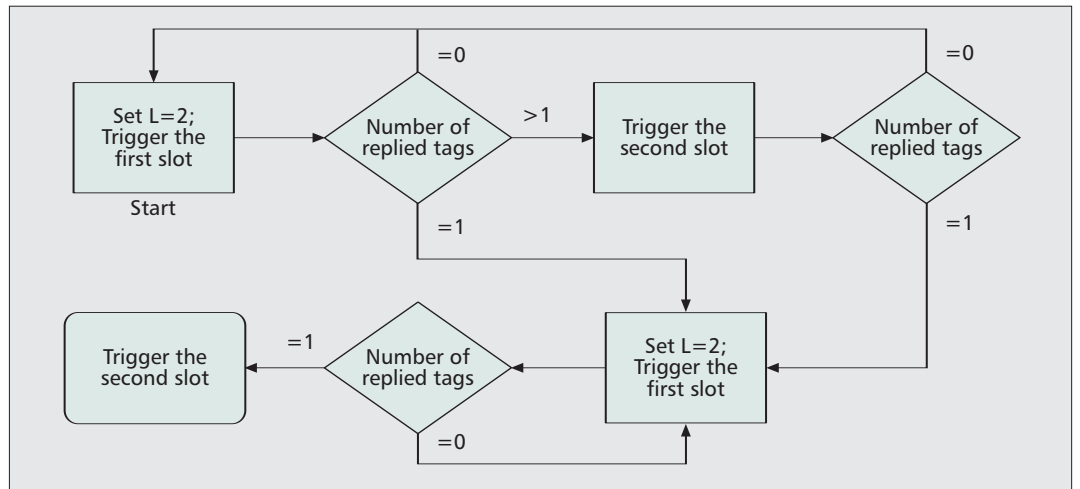 =0
=0
Set L=2;
Trigger the
first slot
Number of
replied tags
>1
Trigger the
second slot
Number of
replied tags
Start
=1
=1
Trigger the
second slot
=1
Number of
replied tags
Set L=2;
Trigger the
first slot
=0